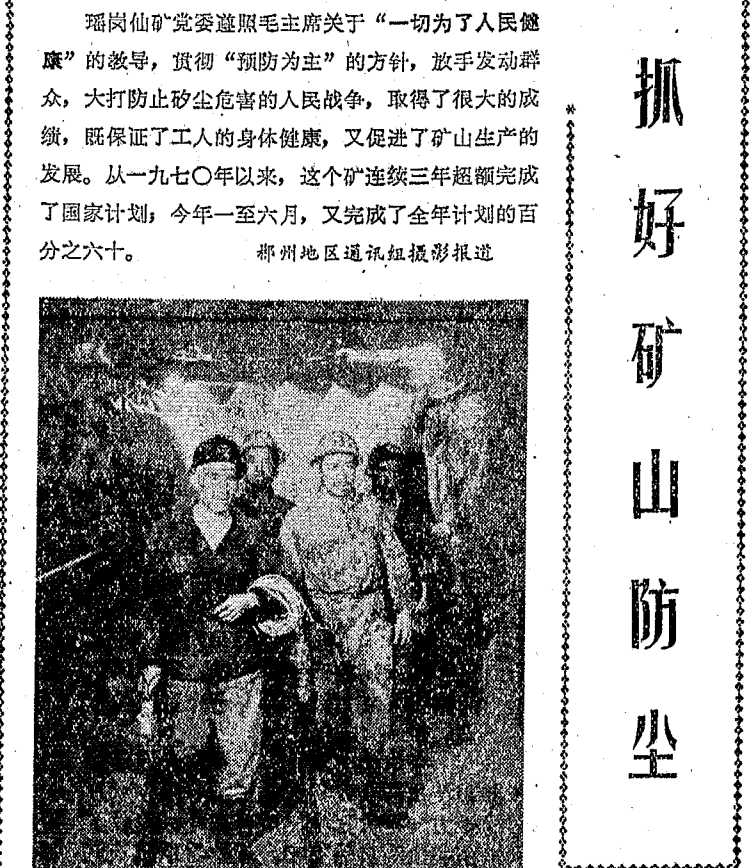 瑶岗仙矿党委遵照毛主席关于“一切为了人民健
康”的教导，贯彻“预防为主”的方针，放手发动群
众，大打防止矽尘危害的人民战争，取得了很大的成
绩，既保证了工人的身体健康，又促进了矿山生产的
发展。从一九七〇年以来，这个矿连续三年超额完成
了国家计划；今年一至六月，又完成了全年计划的百
分之六十。
郴州地区通讯组摄影报道
抓好矿山防尘